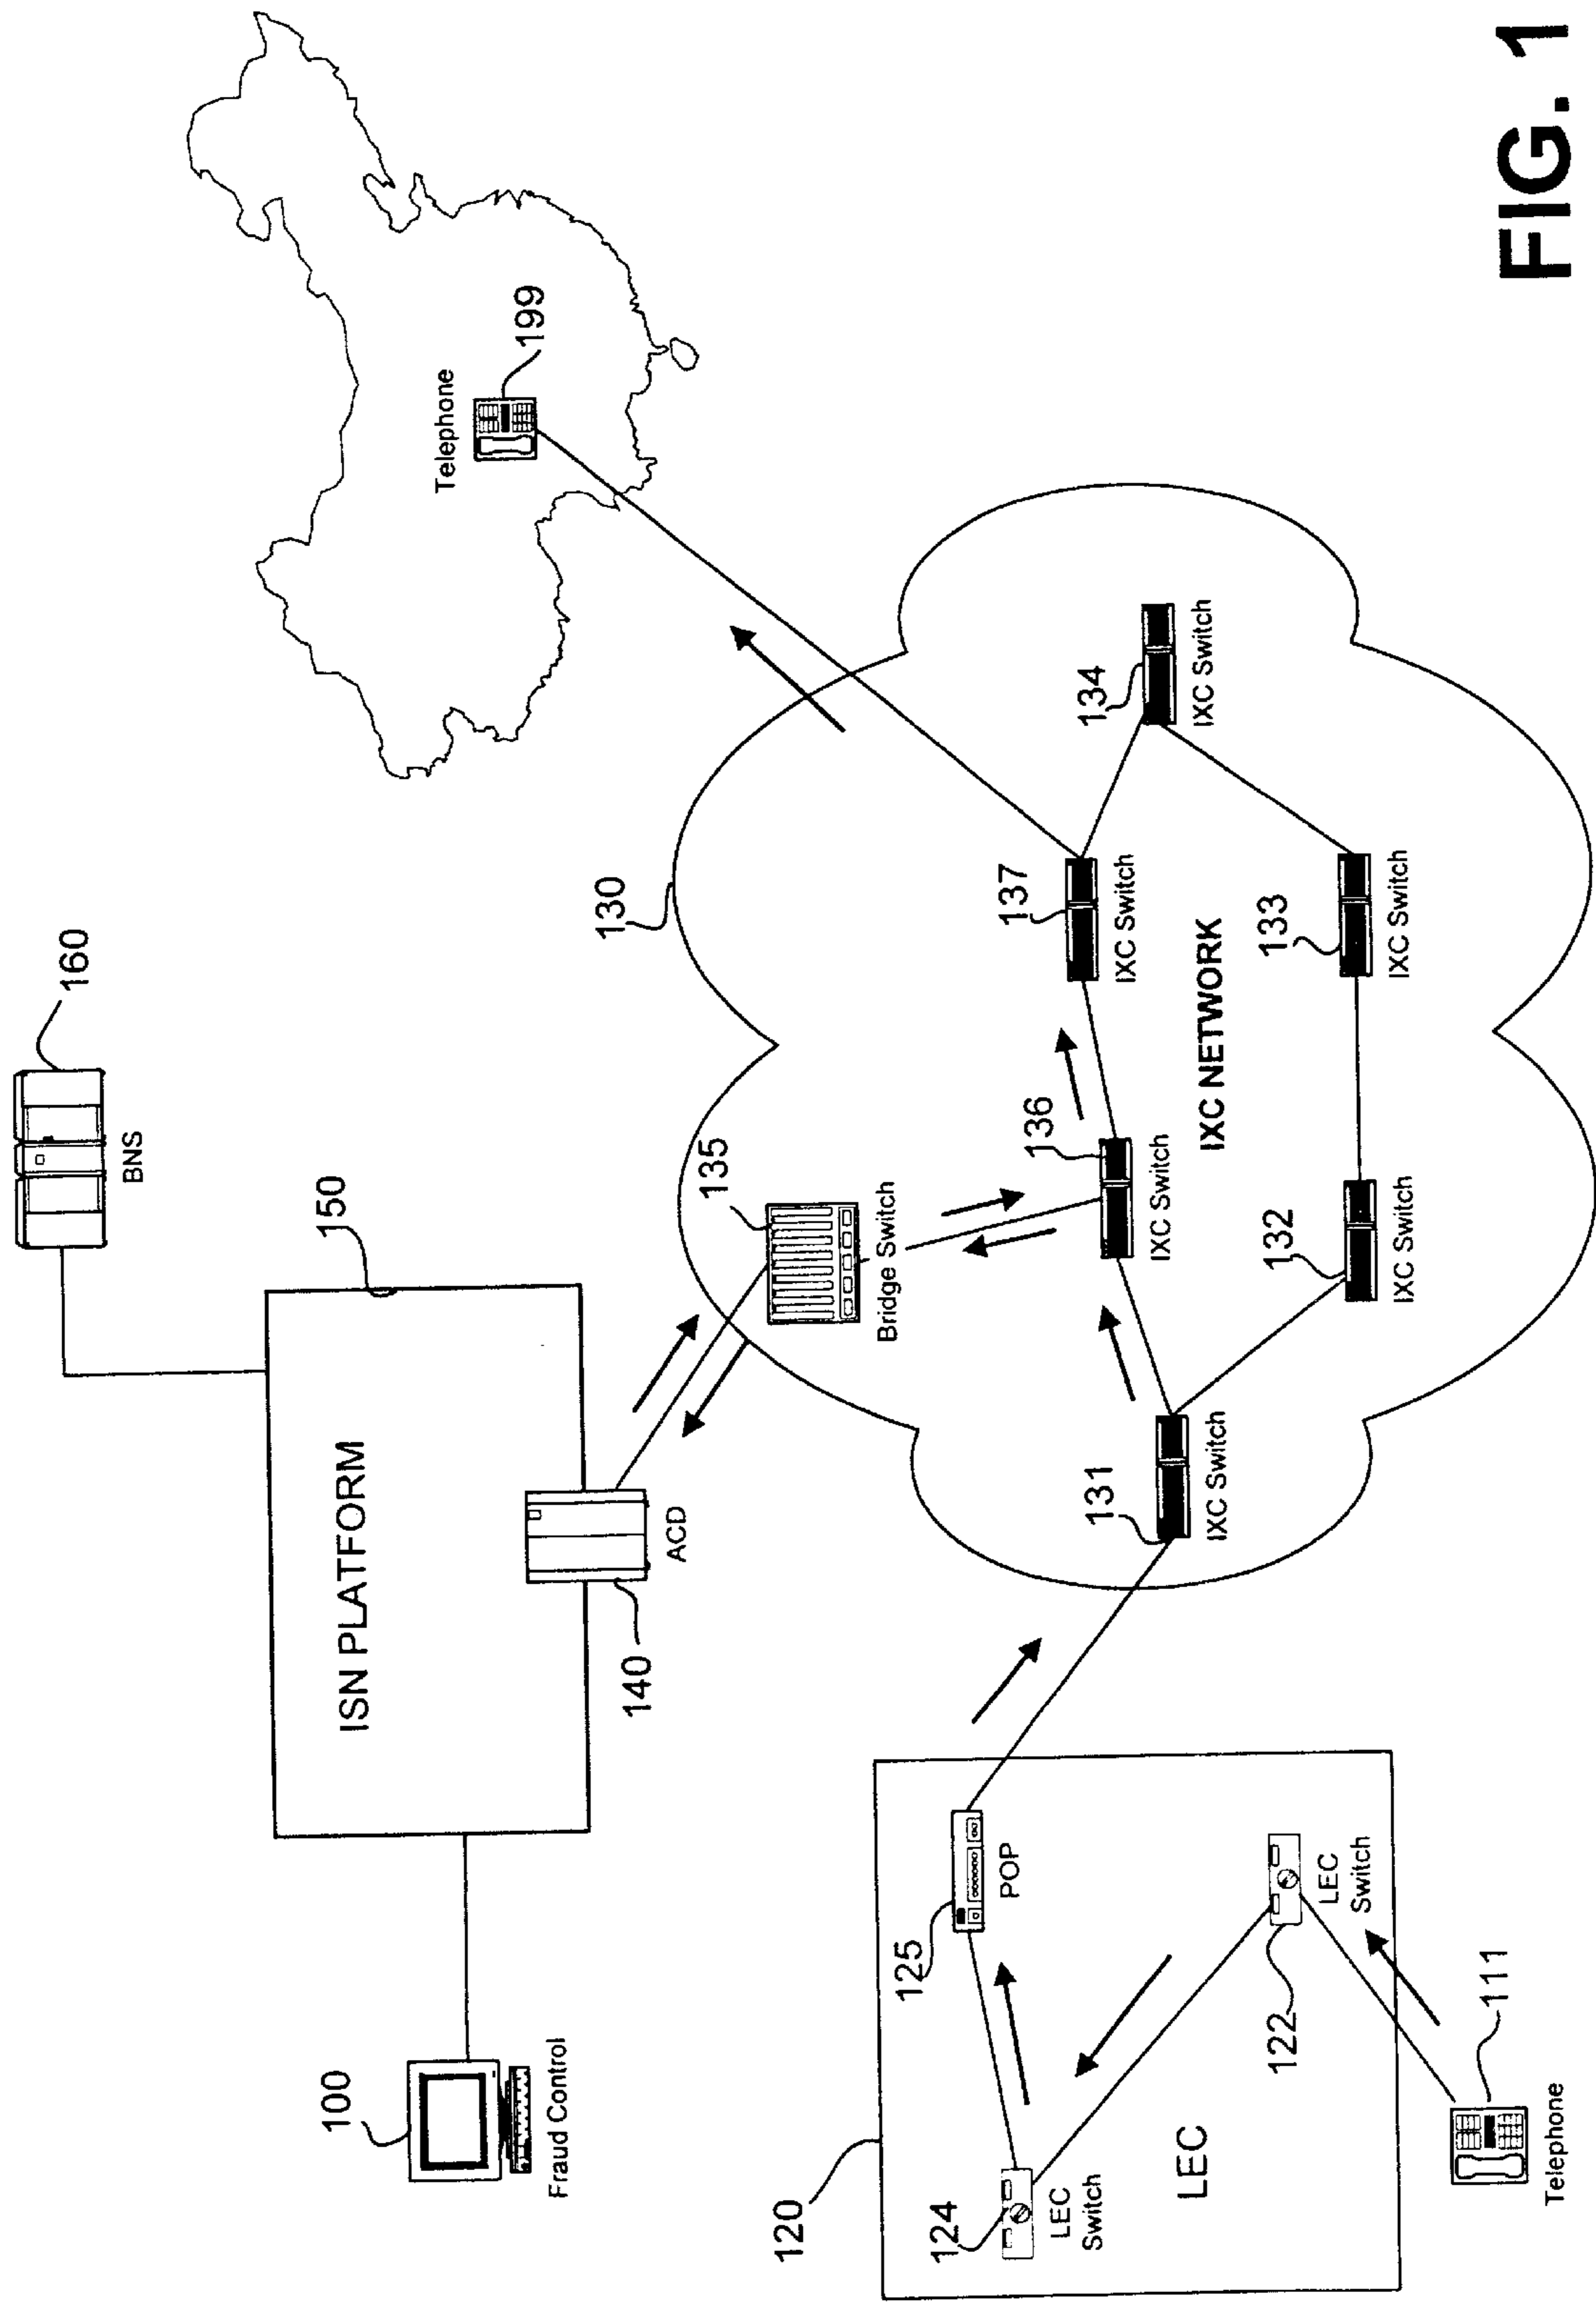 160
BNS
150
ISN PLATFORM
140
ACD
100
Fraud Control
Telephone
199
130
135
Bridge Switch
136
IXC Switch
137
IXC Switch
134
IXC Switch
IXC NETWORK
131
IXC Switch
132
IXC Switch
133
IXC Switch
120
125
POP
124
LEC
Switch
LEC
122
LEC
Switch
111
Telephone
FIG. 1